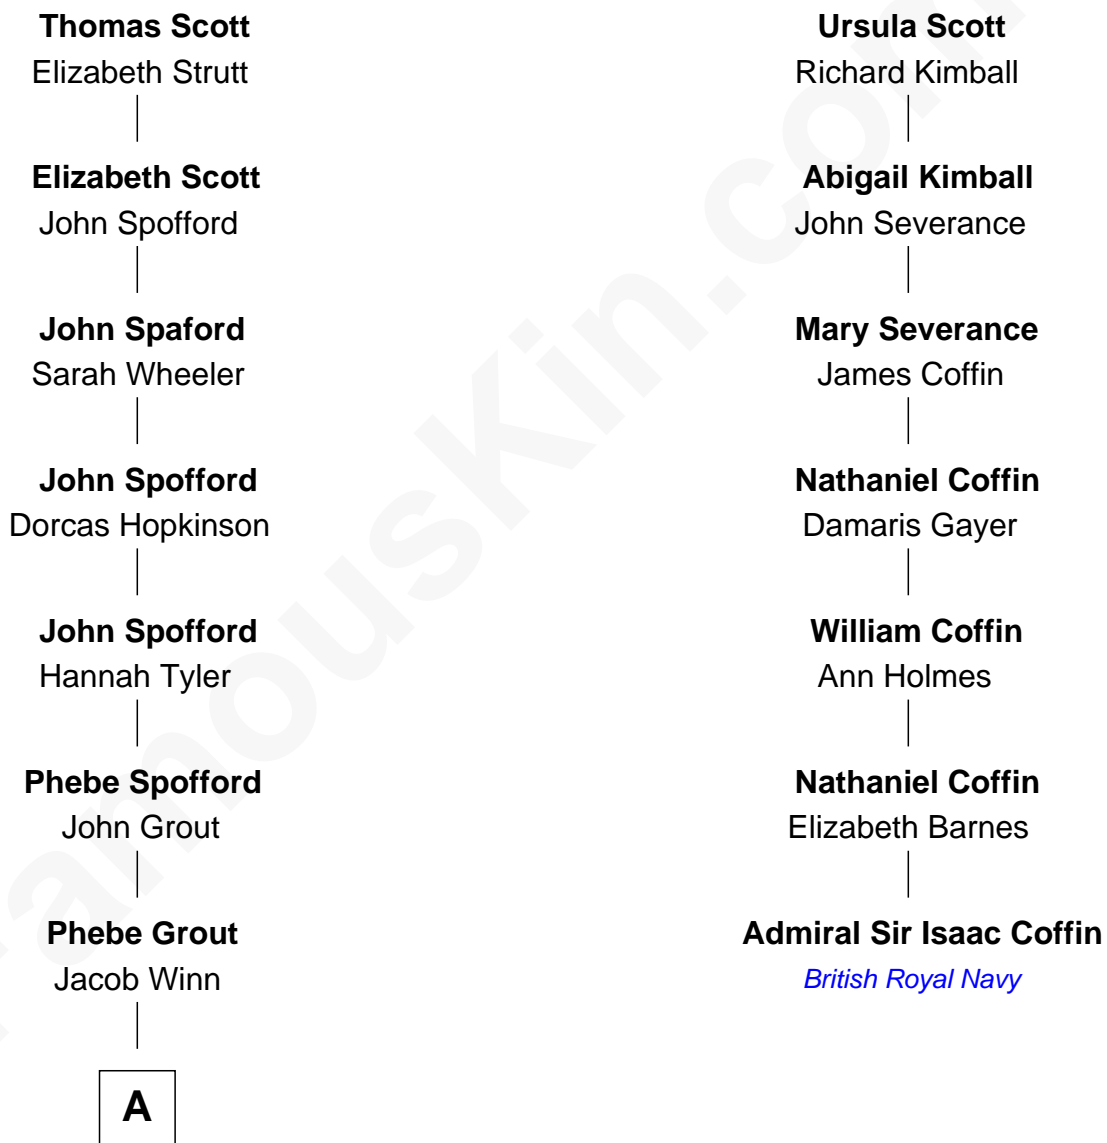 Thomas Scott
Elizabeth Strutt
Elizabeth Scott
John Spofford
John Spaford
Sarah Wheeler
John Spofford
Dorcas Hopkinson
John Spofford
Hannah Tyler
Phebe Spofford
John Grout
Phebe Grout
Jacob Winn
A
Ursula Scott
Richard Kimball
Abigail Kimball
John Severance
Mary Severance
James Coffin
Nathaniel Coffin
Damaris Gayer
William Coffin
Ann Holmes
Nathaniel Coffin
Elizabeth Barnes
Admiral Sir Isaac Coffin
British Royal Navy
FamousKin.com